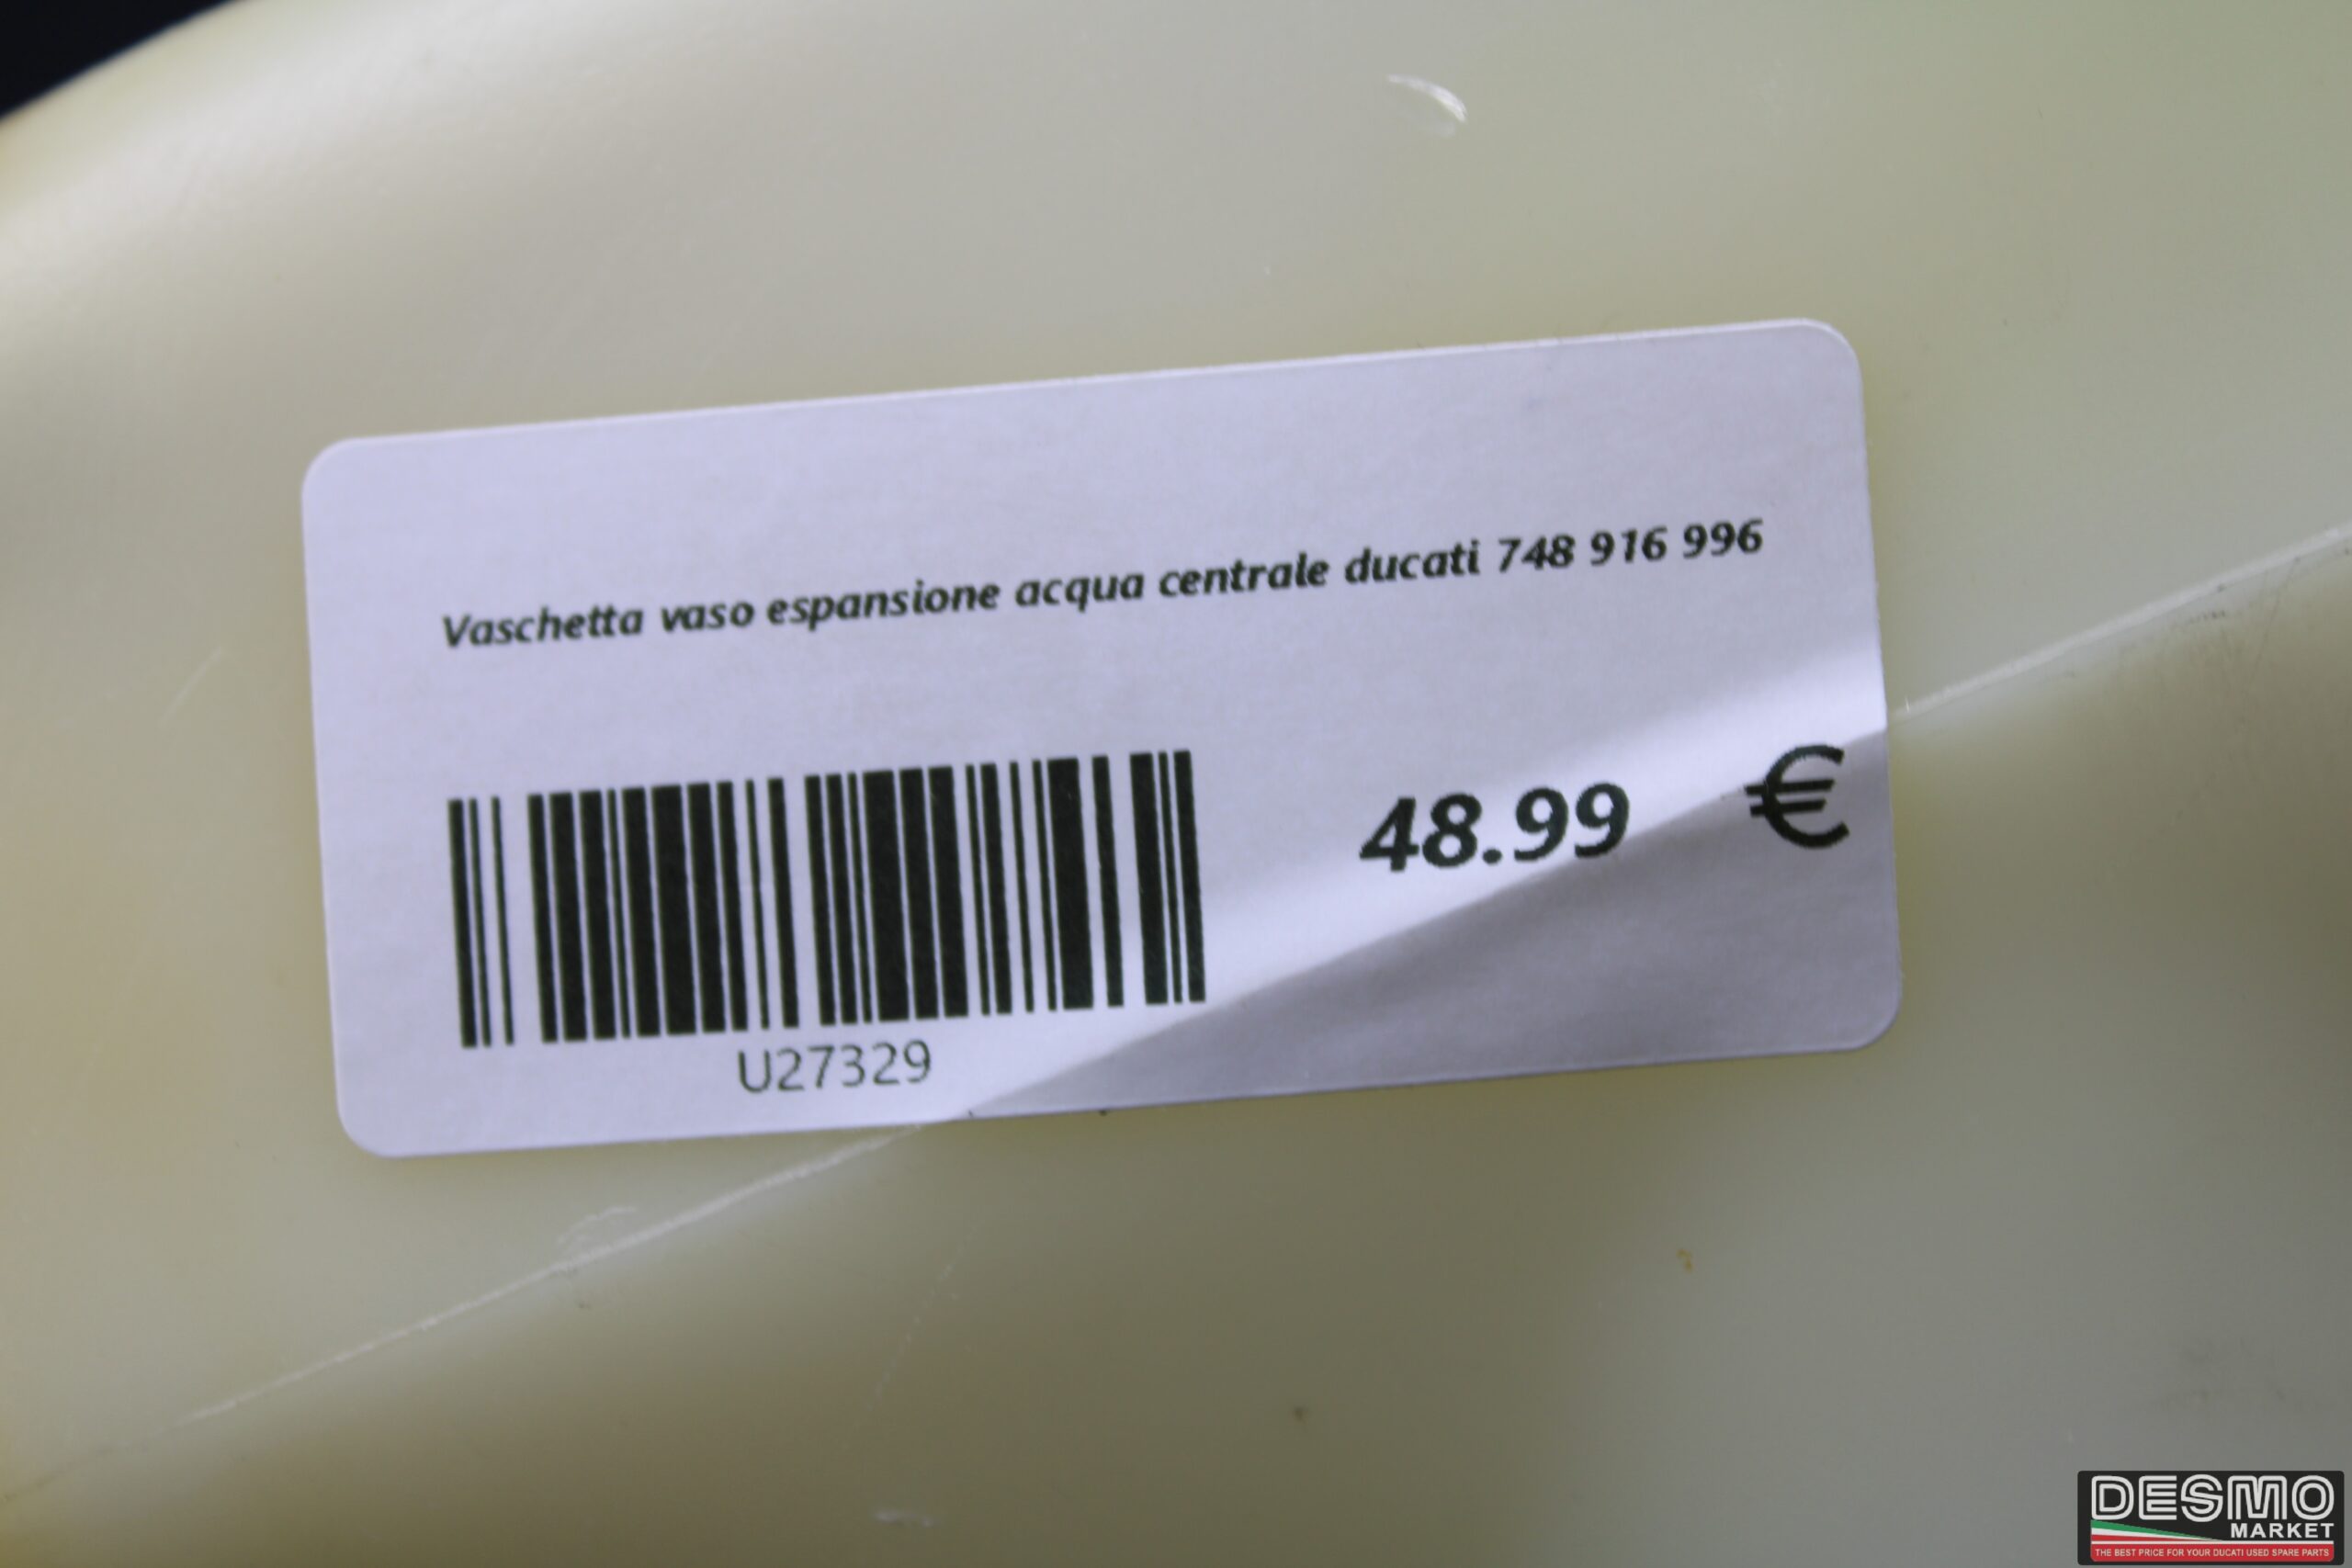 Vaschetta vaso espansione acqua centrale ducati 748 916 996
48.99 €
U27329
DESMO
MARKET
THE BEST PRICE FOR YOUR DUCATI USED SPARE PARTS